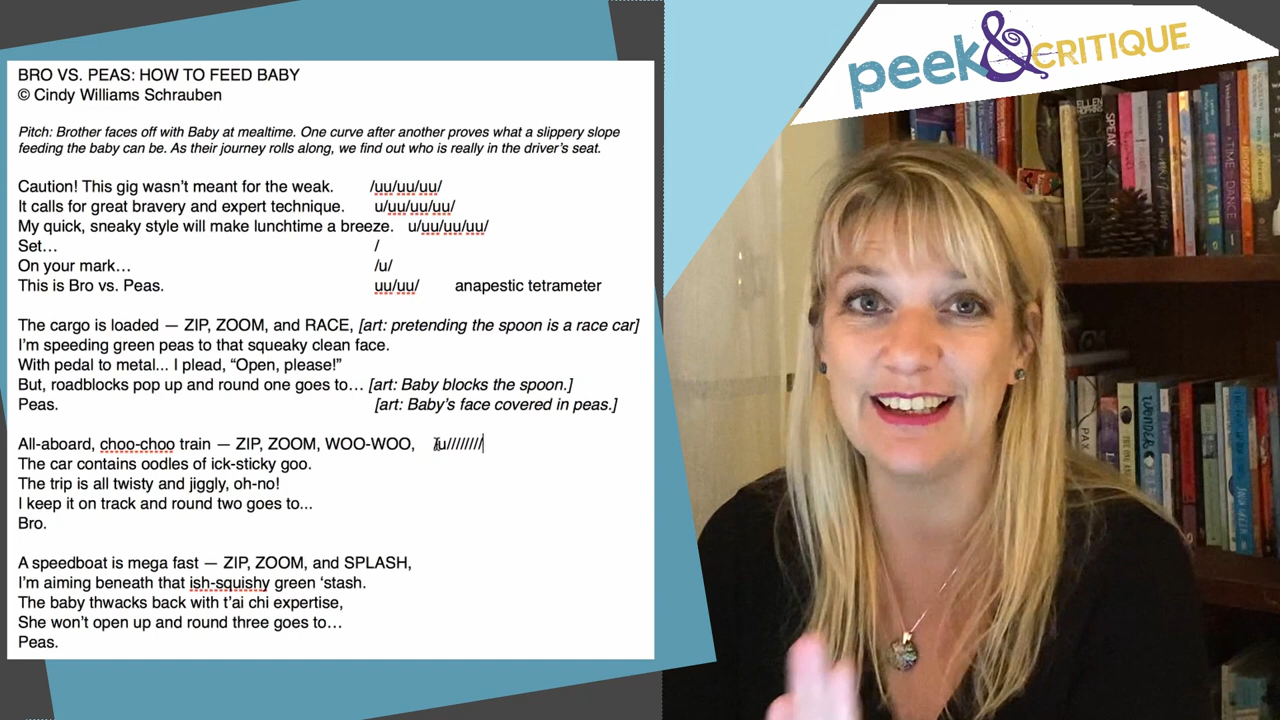 BRO VS. PEAS: HOW TO FEED BABY
© Cindy Williams Schrauben
Pitch: Brother faces off with Baby at mealtime. One curve after another proves what a slippery slope
feeding the baby can be. As their journey rolls along, we find out who is really in the driver's seat.
Caution! This gig wasn't meant for the weak. /uu/uu/uu/
It calls for great bravery and expert technique. u/uu/uu/uu/
My quick, sneaky style will make lunchtime a breeze. u/uu/uu/uu/
Set… /
On your mark… /u/
This is Bro vs. Peas. uu/uu/ anapestic tetrameter
The cargo is loaded — ZIP, ZOOM, and RACE, [art: pretending the spoon is a race car]
I'm speeding green peas to that squeaky clean face.
With pedal to metal... I plead, "Open, please!"
But, roadblocks pop up and round one goes to… [art: Baby blocks the spoon.]
Peas. [art: Baby's face covered in peas.]
All-aboard, choo-choo train — ZIP, ZOOM, WOO-WOO, /u////////
The car contains oodles of ick-sticky goo.
The trip is all twisty and jiggly, oh-no!
I keep it on track and round two goes to...
Bro.
A speedboat is mega fast — ZIP, ZOOM, and SPLASH,
I'm aiming beneath that ish-squishy green 'stash.
The baby thwacks back with t'ai chi expertise,
She won't open up and round three goes to…
Peas.
peek & CRITIQUE
SPEAK
A TIME TO DANCE
PAX
WONDER